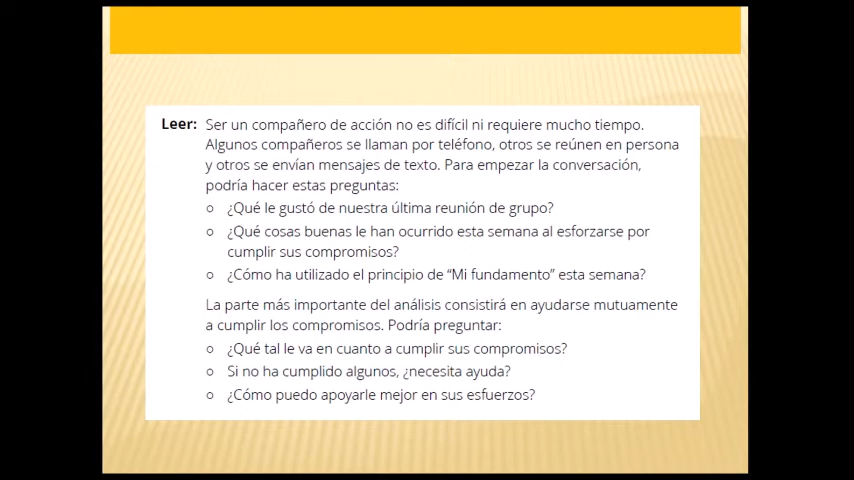 Leer: Ser un compañero de acción no es difícil ni requiere mucho tiempo.
Algunos compañeros se llaman por teléfono, otros se reúnen en persona
y otros se envían mensajes de texto. Para empezar la conversación,
podría hacer estas preguntas:
○ ¿Qué le gustó de nuestra última reunión de grupo?
○ ¿Qué cosas buenas le han ocurrido esta semana al esforzarse por
cumplir sus compromisos?
○ ¿Cómo ha utilizado el principio de “Mi fundamento” esta semana?
La parte más importante del análisis consistirá en ayudarse mutuamente
a cumplir los compromisos. Podría preguntar:
○ ¿Qué tal le va en cuanto a cumplir sus compromisos?
○ Si no ha cumplido algunos, ¿necesita ayuda?
○ ¿Cómo puedo apoyarle mejor en sus esfuerzos?